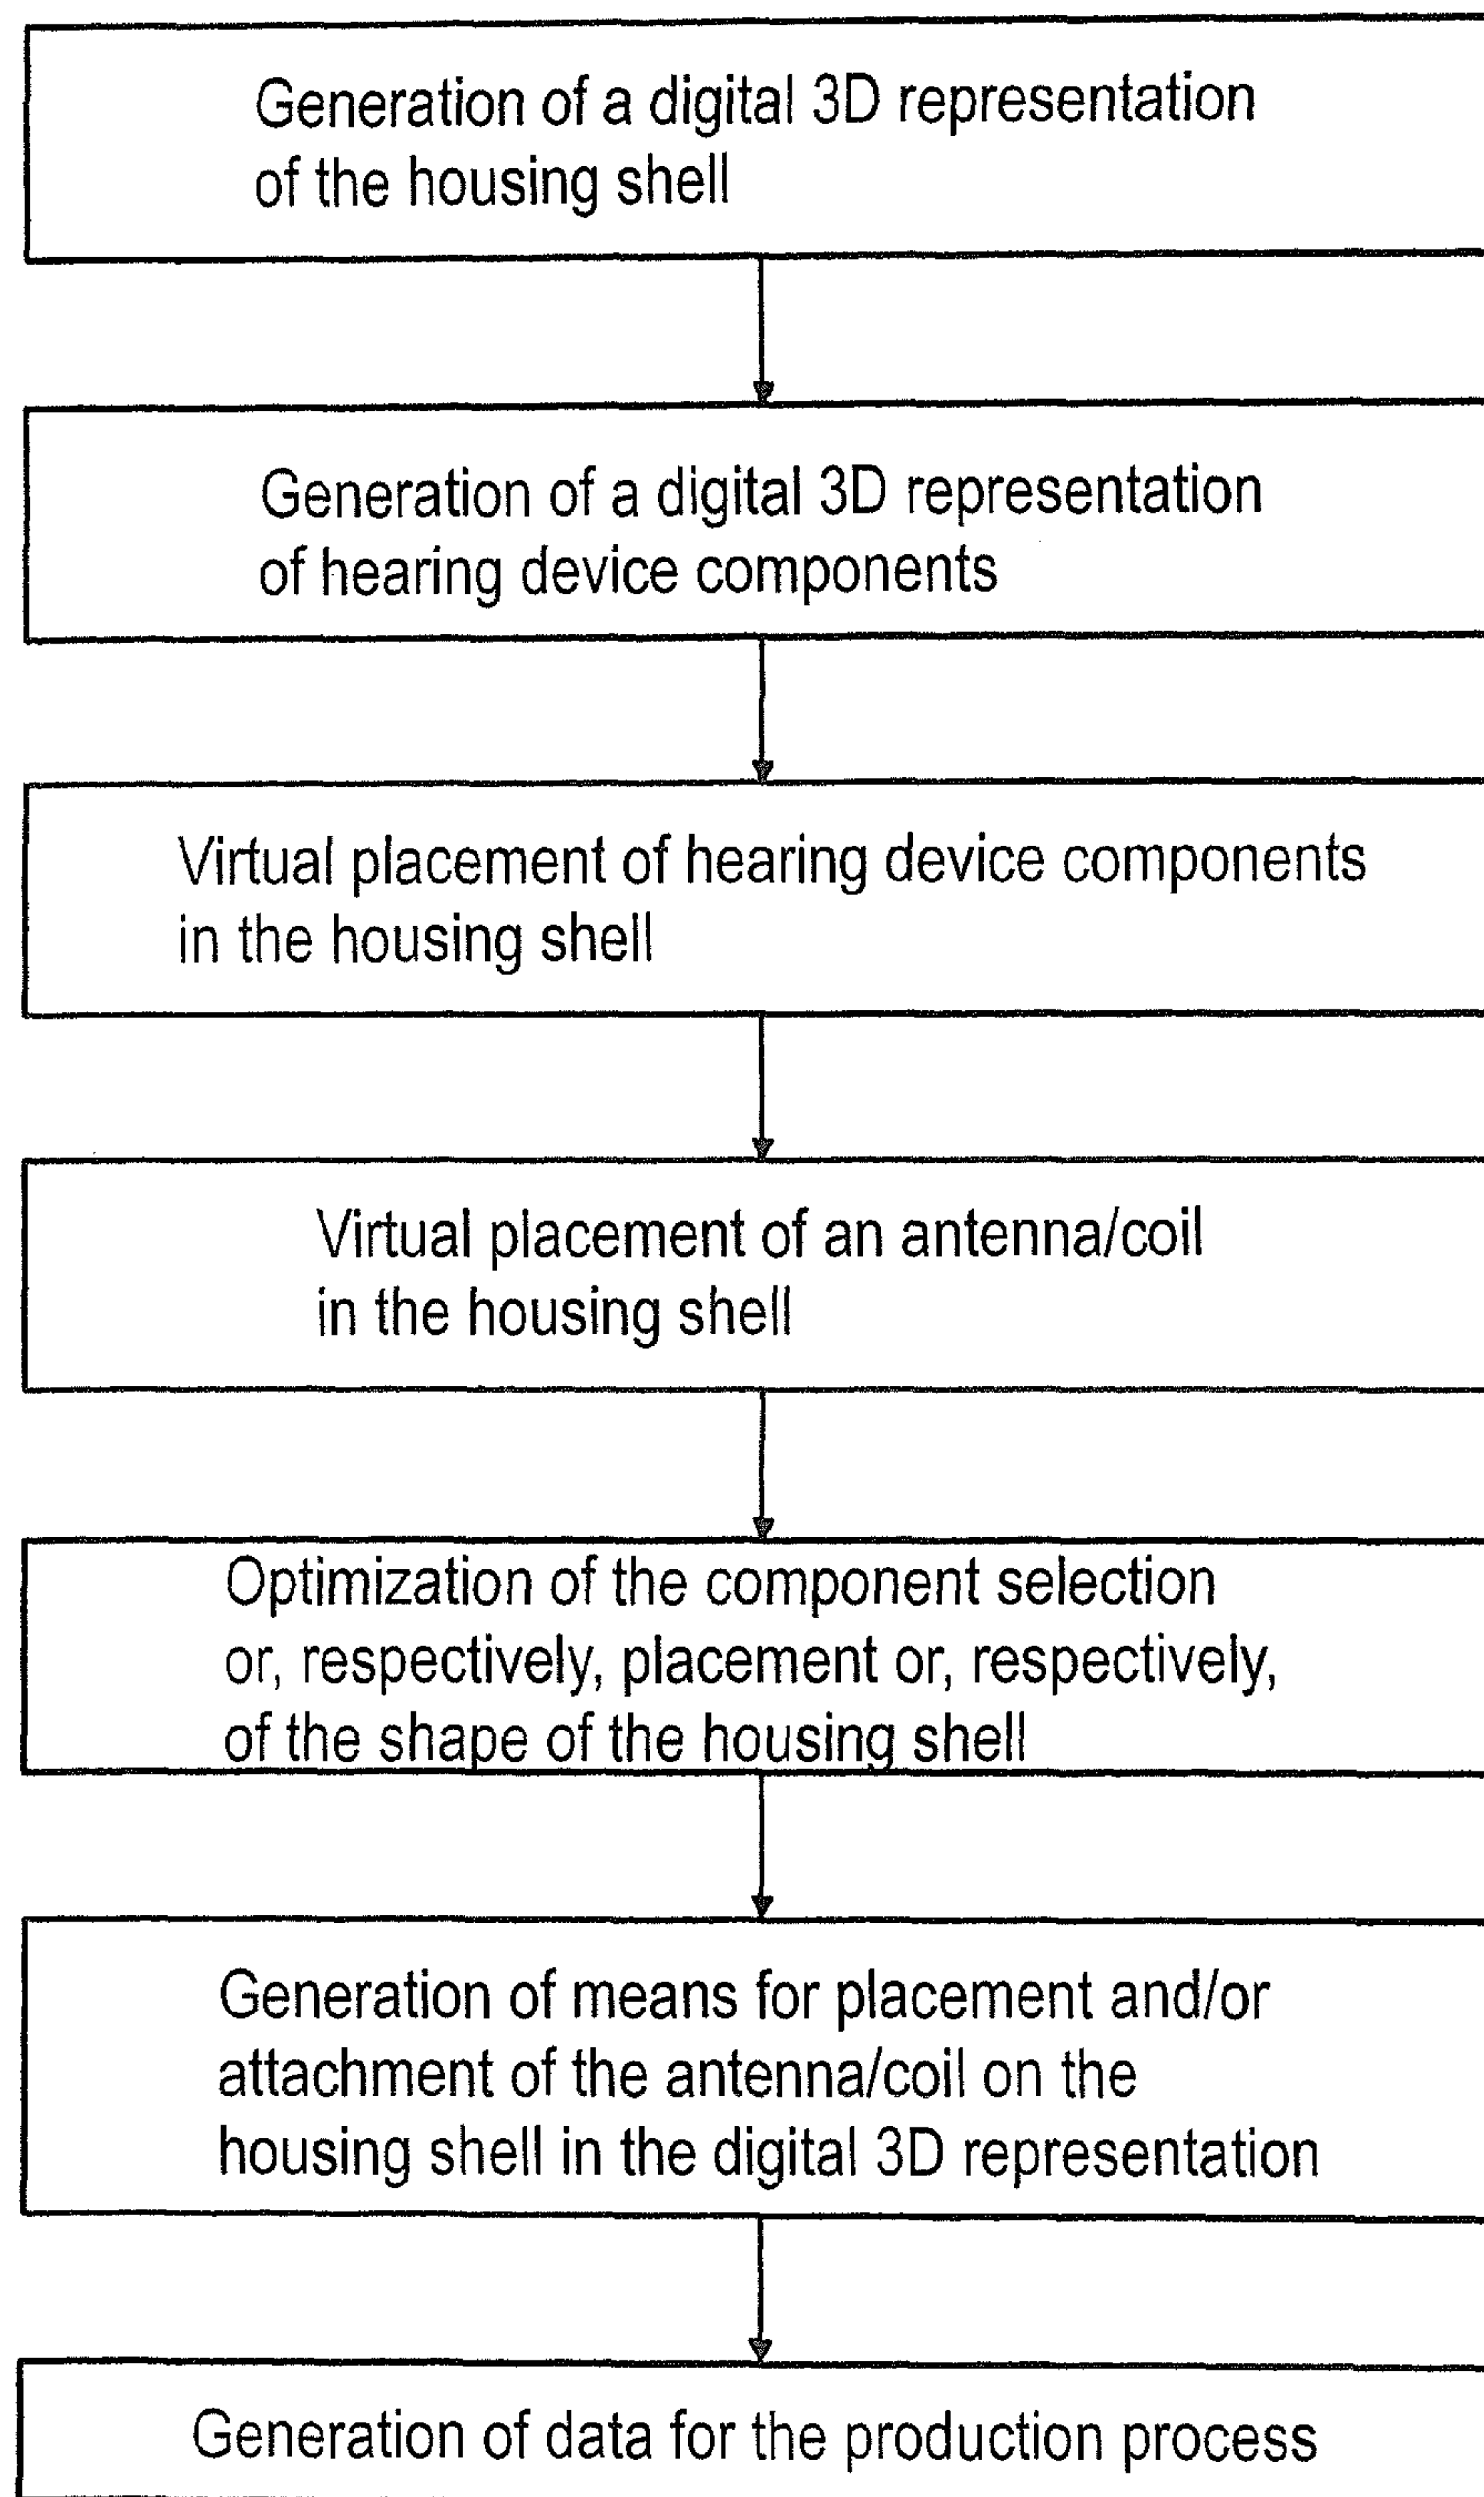 Generation of a digital 3D representation
of the housing shell
Generation of a digital 3D representation
of hearing device components
Virtual placement of hearing device components
in the housing shell
Virtual placement of an antenna/coil
in the housing shell
Optimization of the component selection
or, respectively, placement or, respectively,
of the shape of the housing shell
Generation of means for placement and/or
attachment of the antenna/coil on the
housing shell in the digital 3D representation
Generation of data for the production process